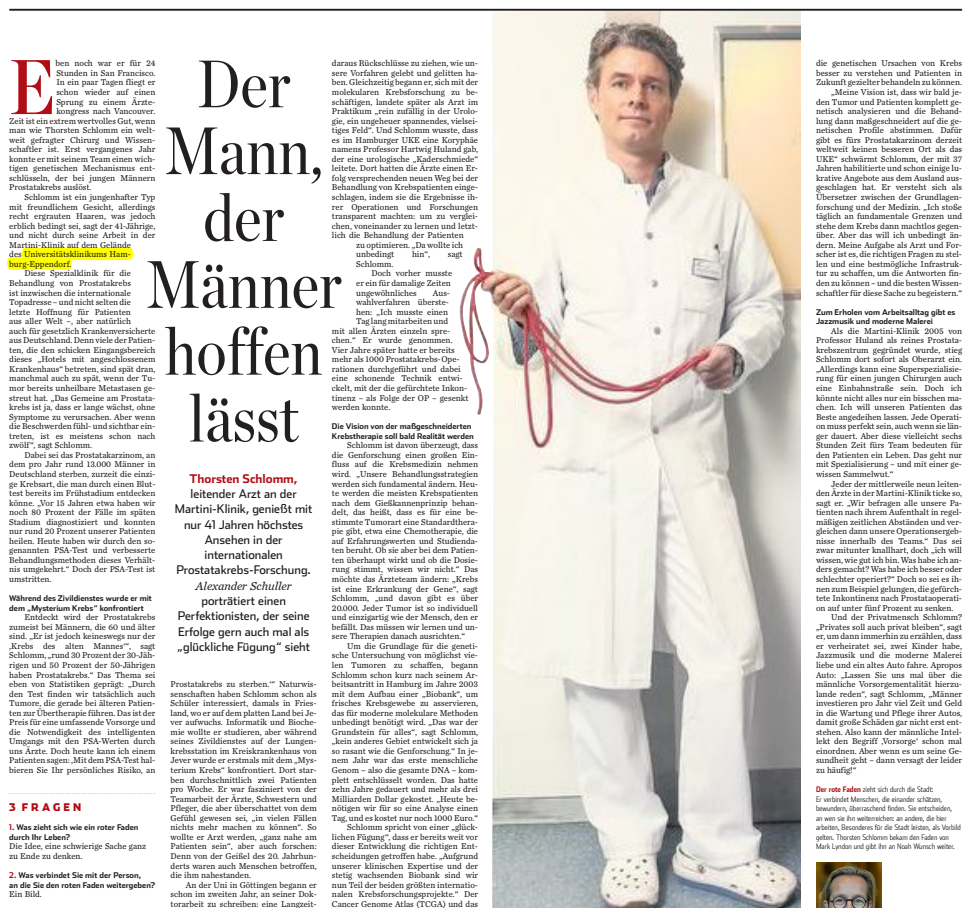 Eben noch war er für 24
Stunden in San Francisco.
In ein paar Tagen fliegt er
schon wieder auf einen
Sprung zu einem Ärzte-
kongress nach Vancouver.
Zeit ist ein extrem wertvolles Gut, wenn
man wie Thorsten Schlomm ein welt-
weit gefragter Chirurg und Wissen-
schaftler ist. Erst vergangenes Jahr
konnte er mit seinem Team einen wich-
tigen genetischen Mechanismus ent-
schlüsseln, der bei jungen Männern
Prostatakrebs auslöst.
Schlomm ist ein jungenhafter Typ
mit freundlichem Gesicht, allerdings
recht ergrauten Haaren, was jedoch
erblich bedingt sei, sagt der 41-Jährige,
und nicht durch seine Arbeit in der
Martini-Klinik auf dem Gelände
des Universitätsklinikums Ham-
burg-Eppendorf.
Diese Spezialklinik für die
Behandlung von Prostatakrebs
ist inzwischen die internationale
Topadresse – und nicht selten die
letzte Hoffnung für Patienten
aus aller Welt –, aber natürlich
auch für gesetzlich Krankenversicherte
aus Deutschland. Denn viele der Patien-
ten, die den schicken Eingangsbereich
dieses „Hotels mit angeschlossenem
Krankenhaus“ betreten, sind spät dran,
manchmal auch zu spät, wenn der Tu-
mor bereits unheilbare Metastasen ge-
streut hat. „Das Gemeine am Prostata-
krebs ist ja, dass er lange wächst, ohne
Symptome zu verursachen. Aber wenn
die Beschwerden fühl- und sichtbar ein-
treten, ist es meistens schon nach
zwölf“, sagt Schlomm.
Dabei sei das Prostatakarzinom, an
dem pro Jahr rund 13.000 Männer in
Deutschland sterben, zurzeit die einzi-
ge Krebsart, die man durch einen Blut-
test bereits im Frühstadium entdecken
könne. „Vor 15 Jahren etwa haben wir
noch 80 Prozent der Fälle im späten
Stadium diagnostiziert und konnten
nur rund 20 Prozent unserer Patienten
heilen. Heute haben wir durch den so-
genannten PSA-Test und verbesserte
Behandlungsmethoden dieses Verhält-
nis umgekehrt.“ Doch der PSA-Test ist
umstritten.
Während des Zivildienstes wurde er mit
dem „Mysterium Krebs“ konfrontiert
Entdeckt wird der Prostatakrebs
zumeist bei Männern, die 60 und älter
sind. „Er ist jedoch keineswegs nur der
‚Krebs des alten Mannes‘“, sagt
Schlomm, „rund 30 Prozent der 30-Jäh-
rigen und 50 Prozent der 50-Jährigen
haben Prostatakrebs.“ Das Thema sei
eben von Statistiken geprägt: „Durch
den Test finden wir tatsächlich auch
Tumore, die gerade bei älteren Patien-
ten zur Übertherapie führen. Das ist der
Preis für eine umfassende Vorsorge und
die Notwendigkeit des intelligenten
Umgangs mit den PSA-Werten durch
uns Ärzte. Doch heute kann ich einem
Patienten sagen: ‚Mit dem PSA-Test hal-
bieren Sie Ihr persönliches Risiko, an
3 FRAGEN
1. Was zieht sich wie ein roter Faden
durch Ihr Leben?
Die Idee, eine schwierige Sache ganz
zu Ende zu denken.
2. Was verbindet Sie mit der Person,
an die Sie den roten Faden weitergeben?
Ein Bild.
Der
Mann,
der
Männer
hoffen
lässt
Thorsten Schlomm,
leitender Arzt an der
Martini-Klinik, genießt mit
nur 41 Jahren höchstes
Ansehen in der
internationalen
Prostatakrebs-Forschung.
Alexander Schuller
porträtiert einen
Perfektionisten, der seine
Erfolge gern auch mal als
„glückliche Fügung“ sieht
Prostatakrebs zu sterben.‘“ Naturwis-
senschaften haben Schlomm schon als
Schüler interessiert, damals in Fries-
land, wo er auf dem platten Land bei Je-
ver aufwuchs. Informatik und Bioche-
mie wollte er studieren, aber während
seines Zivildienstes auf der Lungen-
krebsstation im Kreiskrankenhaus von
Jever wurde er erstmals mit dem „Mys-
terium Krebs“ konfrontiert. Dort star-
ben durchschnittlich zwei Patienten
pro Woche. Er war fasziniert von der
Teamarbeit der Ärzte, Schwestern und
Pfleger, die aber überschattet von dem
Gefühl gewesen sei, „in vielen Fällen
nichts mehr machen zu können“. So
wollte er Arzt werden, „ganz nahe am
Patienten sein“, aber auch forschen:
Denn von der Geißel des 20. Jahrhun-
derts waren auch Menschen betroffen,
die ihm nahestanden.
An der Uni in Göttingen begann er
schon im zweiten Jahr, an seiner Dok-
torarbeit zu schreiben: eine Langzeit-
daraus Rückschlüsse zu ziehen, wie un-
sere Vorfahren gelebt und gelitten ha-
ben. Gleichzeitig begann er, sich mit der
molekularen Krebsforschung zu be-
schäftigen, landete später als Arzt im
Praktikum „rein zufällig in der Urolo-
gie, ein ungeheuer spannendes, vielsei-
tiges Feld“. Und Schlomm wusste, dass
es im Hamburger UKE eine Koryphäe
namens Professor Hartwig Huland gab,
der eine urologische „Kaderschmiede“
leitete. Dort hatten die Ärzte einen Er-
folg versprechenden neuen Weg bei der
Behandlung von Krebspatienten einge-
schlagen, indem sie die Ergebnisse ih-
rer Operationen und Forschungen
transparent machten: um zu verglei-
chen, voneinander zu lernen und letzt-
lich die Behandlung der Patienten
zu optimieren. „Da wollte ich
unbedingt hin“, sagt
Schlomm.
Doch vorher musste
er ein für damalige Zeiten
ungewöhnliches Aus-
wahlverfahren überste-
hen: „Ich musste einen
Tag lang mitarbeiten und
mit allen Ärzten einzeln spre-
chen.“ Er wurde genommen.
Vier Jahre später hatte er bereits
mehr als 1000 Prostatakrebs-Ope-
rationen durchgeführt und dabei
eine schonende Technik entwi-
ckelt, mit der die gefürchtete Inkon-
tinenz – als Folge der OP – gesenkt
werden konnte.
Die Vision von der maßgeschneiderten
Krebstherapie soll bald Realität werden
Schlomm ist davon überzeugt, dass
die Genforschung einen großen Ein-
fluss auf die Krebsmedizin nehmen
wird. „Unsere Behandlungsstrategien
werden sich fundamental ändern. Heu-
te werden die meisten Krebspatienten
nach dem Gießkannenprinzip behan-
delt, das heißt, dass es für eine be-
stimmte Tumorart eine Standardthera-
pie gibt, etwa eine Chemotherapie, die
auf Erfahrungswerten und Studienda-
ten beruht. Ob sie aber bei dem Patien-
ten überhaupt wirkt und ob die Dosie-
rung stimmt, wissen wir nicht.“ Das
möchte das Ärzteteam ändern: „Krebs
ist eine Erkrankung der Gene“, sagt
Schlomm, „und davon gibt es über
20.000. Jeder Tumor ist so individuell
und einzigartig wie der Mensch, den er
befällt. Das müssen wir lernen und un-
sere Therapien danach ausrichten.“
Um die Grundlage für die geneti-
sche Untersuchung von möglichst vie-
len Tumoren zu schaffen, begann
Schlomm schon kurz nach seinem Ar-
beitsantritt in Hamburg im Jahre 2003
mit dem Aufbau einer „Biobank“, um
frisches Krebsgewebe zu asservieren,
das für moderne molekulare Methoden
unbedingt benötigt wird. „Das war der
Grundstein für alles“, sagt Schlomm,
„kein anderes Gebiet entwickelt sich ja
so rasant wie die Genforschung.“ In je-
nem Jahr war das erste menschliche
Genom – also die gesamte DNA – kom-
plett entschlüsselt worden. Das hatte
zehn Jahre gedauert und mehr als drei
Milliarden Dollar gekostet. „Heute be-
nötigen wir für so eine Analyse einen
Tag, und es kostet nur noch 1000 Euro.“
Schlomm spricht von einer „glück-
lichen Fügung“, dass er bereits weit vor
dieser Entwicklung die richtigen Ent-
scheidungen getroffen habe. „Aufgrund
unserer klinischen Expertise und der
stetig wachsenden Biobank sind wir
nun Teil der beiden größten internatio-
nalen Krebsforschungsprojekte.“ Der
Cancer Genome Atlas (TCGA) und das
die genetischen Ursachen von Krebs
besser zu verstehen und Patienten in
Zukunft gezielter behandeln zu können.
„Meine Vision ist, dass wir bald je-
den Tumor und Patienten komplett ge-
netisch analysieren und die Behand-
lung dann maßgeschneidert auf die ge-
netischen Profile abstimmen. Dafür
gibt es fürs Prostatakarzinom derzeit
weltweit keinen besseren Ort als das
UKE“ schwärmt Schlomm, der mit 37
Jahren habilitierte und schon einige lu-
krative Angebote aus dem Ausland aus-
geschlagen hat. Er versteht sich als
Übersetzer zwischen der Grundlagen-
forschung und der Medizin. „Ich stoße
täglich an fundamentale Grenzen und
stehe dem Krebs dann machtlos gegen-
über. Aber das will ich unbedingt än-
dern. Meine Aufgabe als Arzt und For-
scher ist es, die richtigen Fragen zu stel-
len und eine bestmögliche Infrastruk-
tur zu schaffen, um die Antworten fin-
den zu können – und die besten Wissen-
schaftler für diese Sache zu begeistern.“
Zum Erholen vom Arbeitsalltag gibt es
Jazzmusik und moderne Malerei
Als die Martini-Klinik 2005 von
Professor Huland als reines Prostata-
krebszentrum gegründet wurde, stieg
Schlomm dort sofort als Oberarzt ein.
„Allerdings kann eine Superspezialisie-
rung für einen jungen Chirurgen auch
eine Einbahnstraße sein. Doch ich
könnte nicht alles nur ein bisschen ma-
chen. Ich will unseren Patienten das
Beste angedeihen lassen. Jede Operati-
on muss perfekt sein, auch wenn sie län-
ger dauert. Aber diese vielleicht sechs
Stunden Zeit fürs Team bedeuten für
den Patienten ein Leben. Das geht nur
mit Spezialisierung – und mit einer ge-
wissen Sammelwut.“
Jeder der mittlerweile neun leiten-
den Ärzte in der Martini-Klinik ticke so,
sagt er. „Wir befragen alle unsere Pa-
tienten nach ihrem Aufenthalt in regel-
mäßigen zeitlichen Abständen und ver-
gleichen dann unsere Operationsergeb-
nisse innerhalb des Teams.“ Das sei
zwar mitunter knallhart, doch „ich will
wissen, wie gut ich bin. Was habe ich an-
ders gemacht? Was habe ich besser oder
schlechter operiert?“ Doch so sei es ih-
nen zum Beispiel gelungen, die gefürch-
tete Inkontinenz nach Prostataoperati-
on auf unter fünf Prozent zu senken.
Und der Privatmensch Schlomm?
„Privates soll auch privat bleiben“, sagt
er, um dann immerhin zu erzählen, dass
er verheiratet sei, zwei Kinder habe,
Jazzmusik und die moderne Malerei
liebe und ein altes Auto fahre. Apropos
Auto: „Lassen Sie uns mal über die
männliche Vorsorgementalität hierzu-
lande reden“, sagt Schlomm, „Männer
investieren pro Jahr viel Zeit und Geld
in die Wartung und Pflege ihrer Autos,
damit große Schäden gar nicht erst ent-
stehen. Also kann der männliche Intel-
lekt den Begriff ‚Vorsorge‘ schon mal
einordnen. Aber wenn es um seine Ge-
sundheit geht – dann versagt der leider
zu häufig!“
Der rote Faden zieht sich durch die Stadt:
Er verbindet Menschen, die einander schätzen,
bewundern, überraschend finden. Sie entscheiden,
an wen sie ihn weiterreichen: an andere, die hier
arbeiten, Besonderes für die Stadt leisten, als Vorbild
gelten. Thorsten Schlomm bekam den Faden von
Mark Lyndon und gibt ihn an Noah Wunsch weiter.